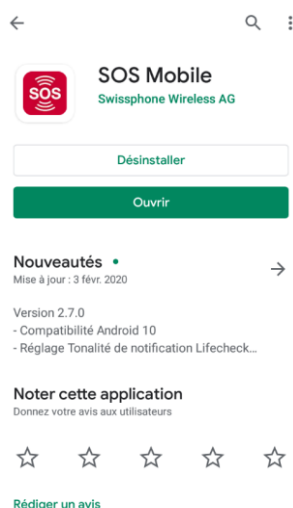 SOS
SOS Mobile
Swissphone Wireless AG
Désinstaller
Ouvrir
Nouveautés
Mise à jour : 3 févr. 2020
Version 2.7.0
- Compatibilité Android 10
- Réglage Tonalité de notification Lifecheck...
Noter cette application
Donnez votre avis aux utilisateurs
Rédiger un avis